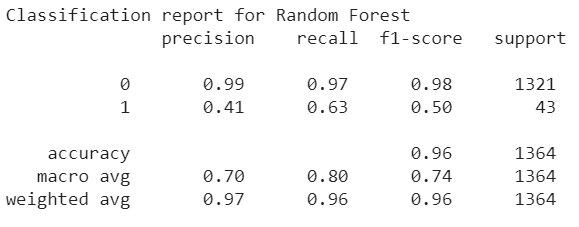 Classification report for Random Forest
precision recall f1-score support
0 0.99 0.97 0.98 1321
1 0.41 0.63 0.50 43
accuracy 0.96 1364
macro avg 0.70 0.80 0.74 1364
weighted avg 0.97 0.96 0.96 1364